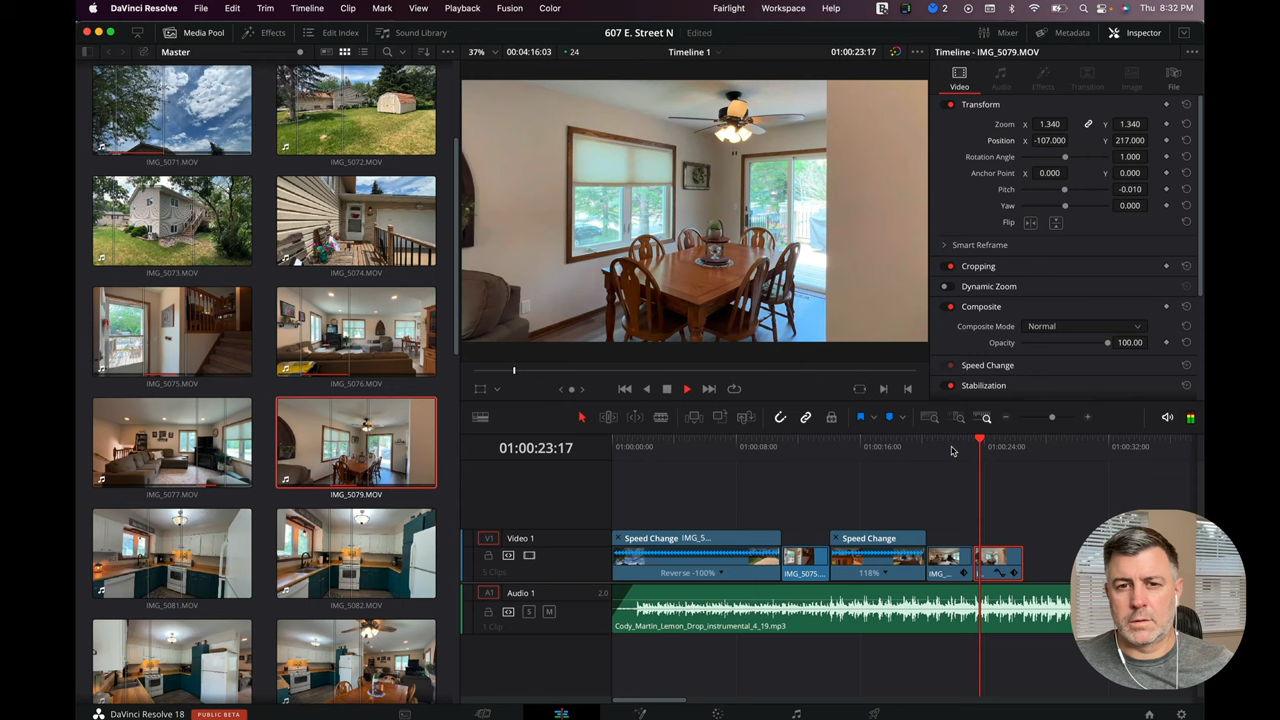 DaVinci Resolve File Edit Trim Timeline Clip Mark View Playback Fusion Color Fairlight Workspace Help 2 Thu 8:32 PM
Media Pool Effects Edit Index Sound Library 607 E. Street N Edited Mixer Metadata Inspector
Master 37% 00:04:16:03 24 Timeline 1 01:00:23:17 Timeline - IMG_5079.MOV
Video Audio Effects Transition Image File
Transform
Zoom X 1.340 Y 1.340
Position X -107.000 Y 217.000
Rotation Angle 1.000
Anchor Point X 0.000 Y 0.000
Pitch -0.010
Yaw 0.000
Flip
Smart Reframe
Cropping
Dynamic Zoom
Composite
Composite Mode Normal
Opacity 100.00
Speed Change
Stabilization
IMG_5071.MOV IMG_5072.MOV
IMG_5073.MOV IMG_5074.MOV
IMG_5075.MOV IMG_5076.MOV
IMG_5077.MOV IMG_5079.MOV
IMG_5081.MOV IMG_5082.MOV
01:00:23:17 01:00:00:00 01:00:08:00 01:00:16:00 01:00:24:00 01:00:32:00
V1 Video 1 Speed Change IMG_5... Speed Change
5 Clips Reverse -100% IMG_5075.... 118% IMG_...
A1 Audio 1 2.0
S M
1 Clip Cody_Martin_Lemon_Drop_instrumental_4_19.mp3
DaVinci Resolve 18 PUBLIC BETA